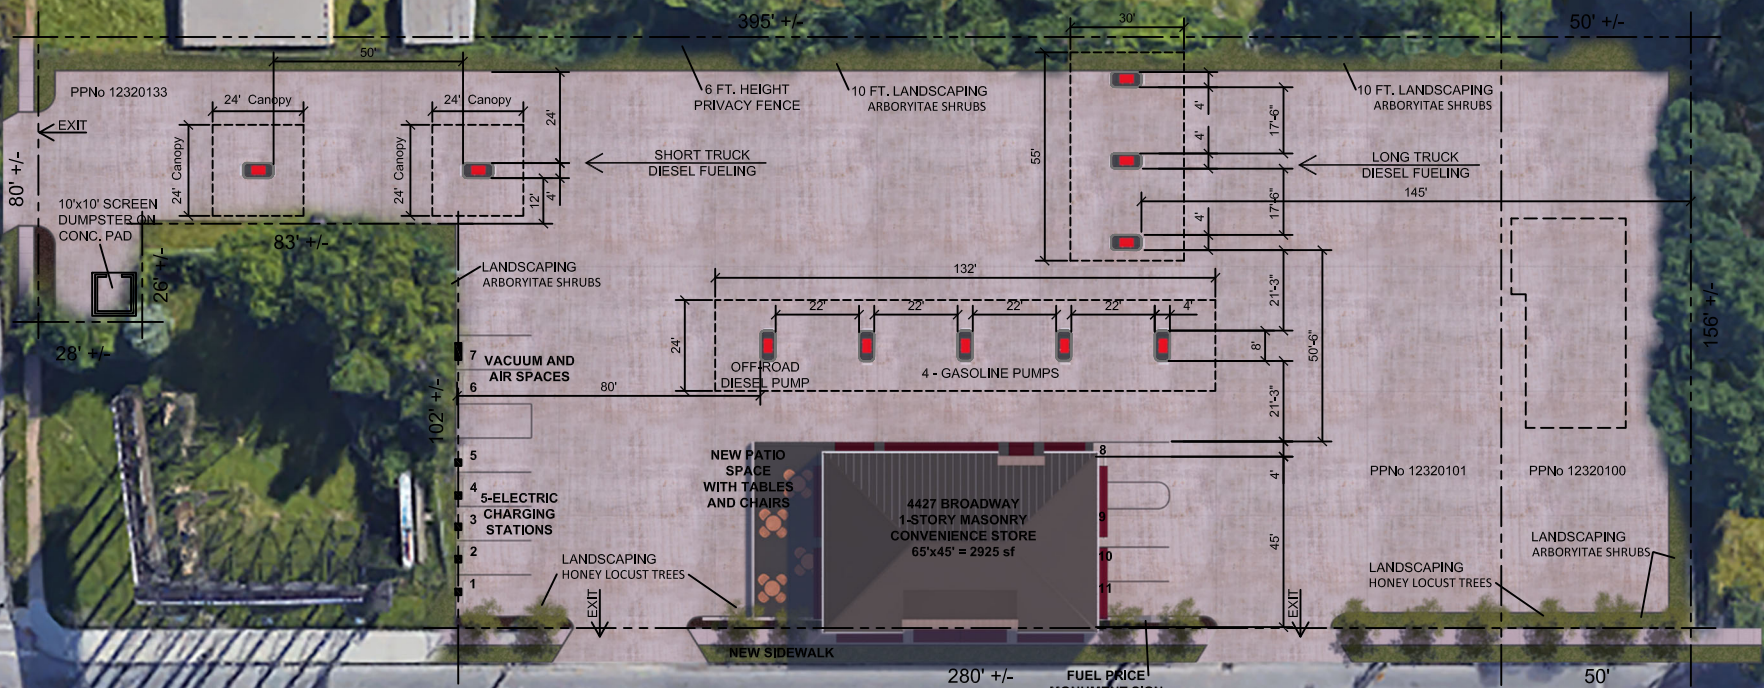 395' +/-
50' +/-
30'
50'
PPNo 12320133
6 FT. HEIGHT
PRIVACY FENCE
10 FT. LANDSCAPING
ARBORYITAE SHRUBS
10 FT. LANDSCAPING
ARBORYITAE SHRUBS
24' Canopy
24' Canopy
24'
4'
17'-6"
EXIT
4'
24' Canopy
24' Canopy
55'
SHORT TRUCK
DIESEL FUELING
LONG TRUCK
DIESEL FUELING
80' +/-
12'
4'
145'
17'-6"
4'
10'x10' SCREEN
DUMPSTER ON
CONC. PAD
83' +/-
26' +/-
LANDSCAPING
ARBORYITAE SHRUBS
132'
21'-3"
22'
22'
22'
22'
4'
156' +/-
28' +/-
24'
8'
50'-6"
7
VACUUM AND
AIR SPACES
6
OFF-ROAD
DIESEL PUMP
4 - GASOLINE PUMPS
80'
102' +/-
21'-3"
NEW PATIO
SPACE
WITH TABLES
AND CHAIRS
8
5
4'
PPNo 12320101
PPNo 12320100
4
5-ELECTRIC
CHARGING
STATIONS
3
2
1
4427 BROADWAY
1-STORY MASONRY
CONVENIENCE STORE
65'x45' = 2925 sf
9
10
11
45'
LANDSCAPING
HONEY LOCUST TREES
LANDSCAPING
ARBORYITAE SHRUBS
LANDSCAPING
HONEY LOCUST TREES
EXIT
EXIT
NEW SIDEWALK
280' +/-
FUEL PRICE
MONUMENT SIGN
50'